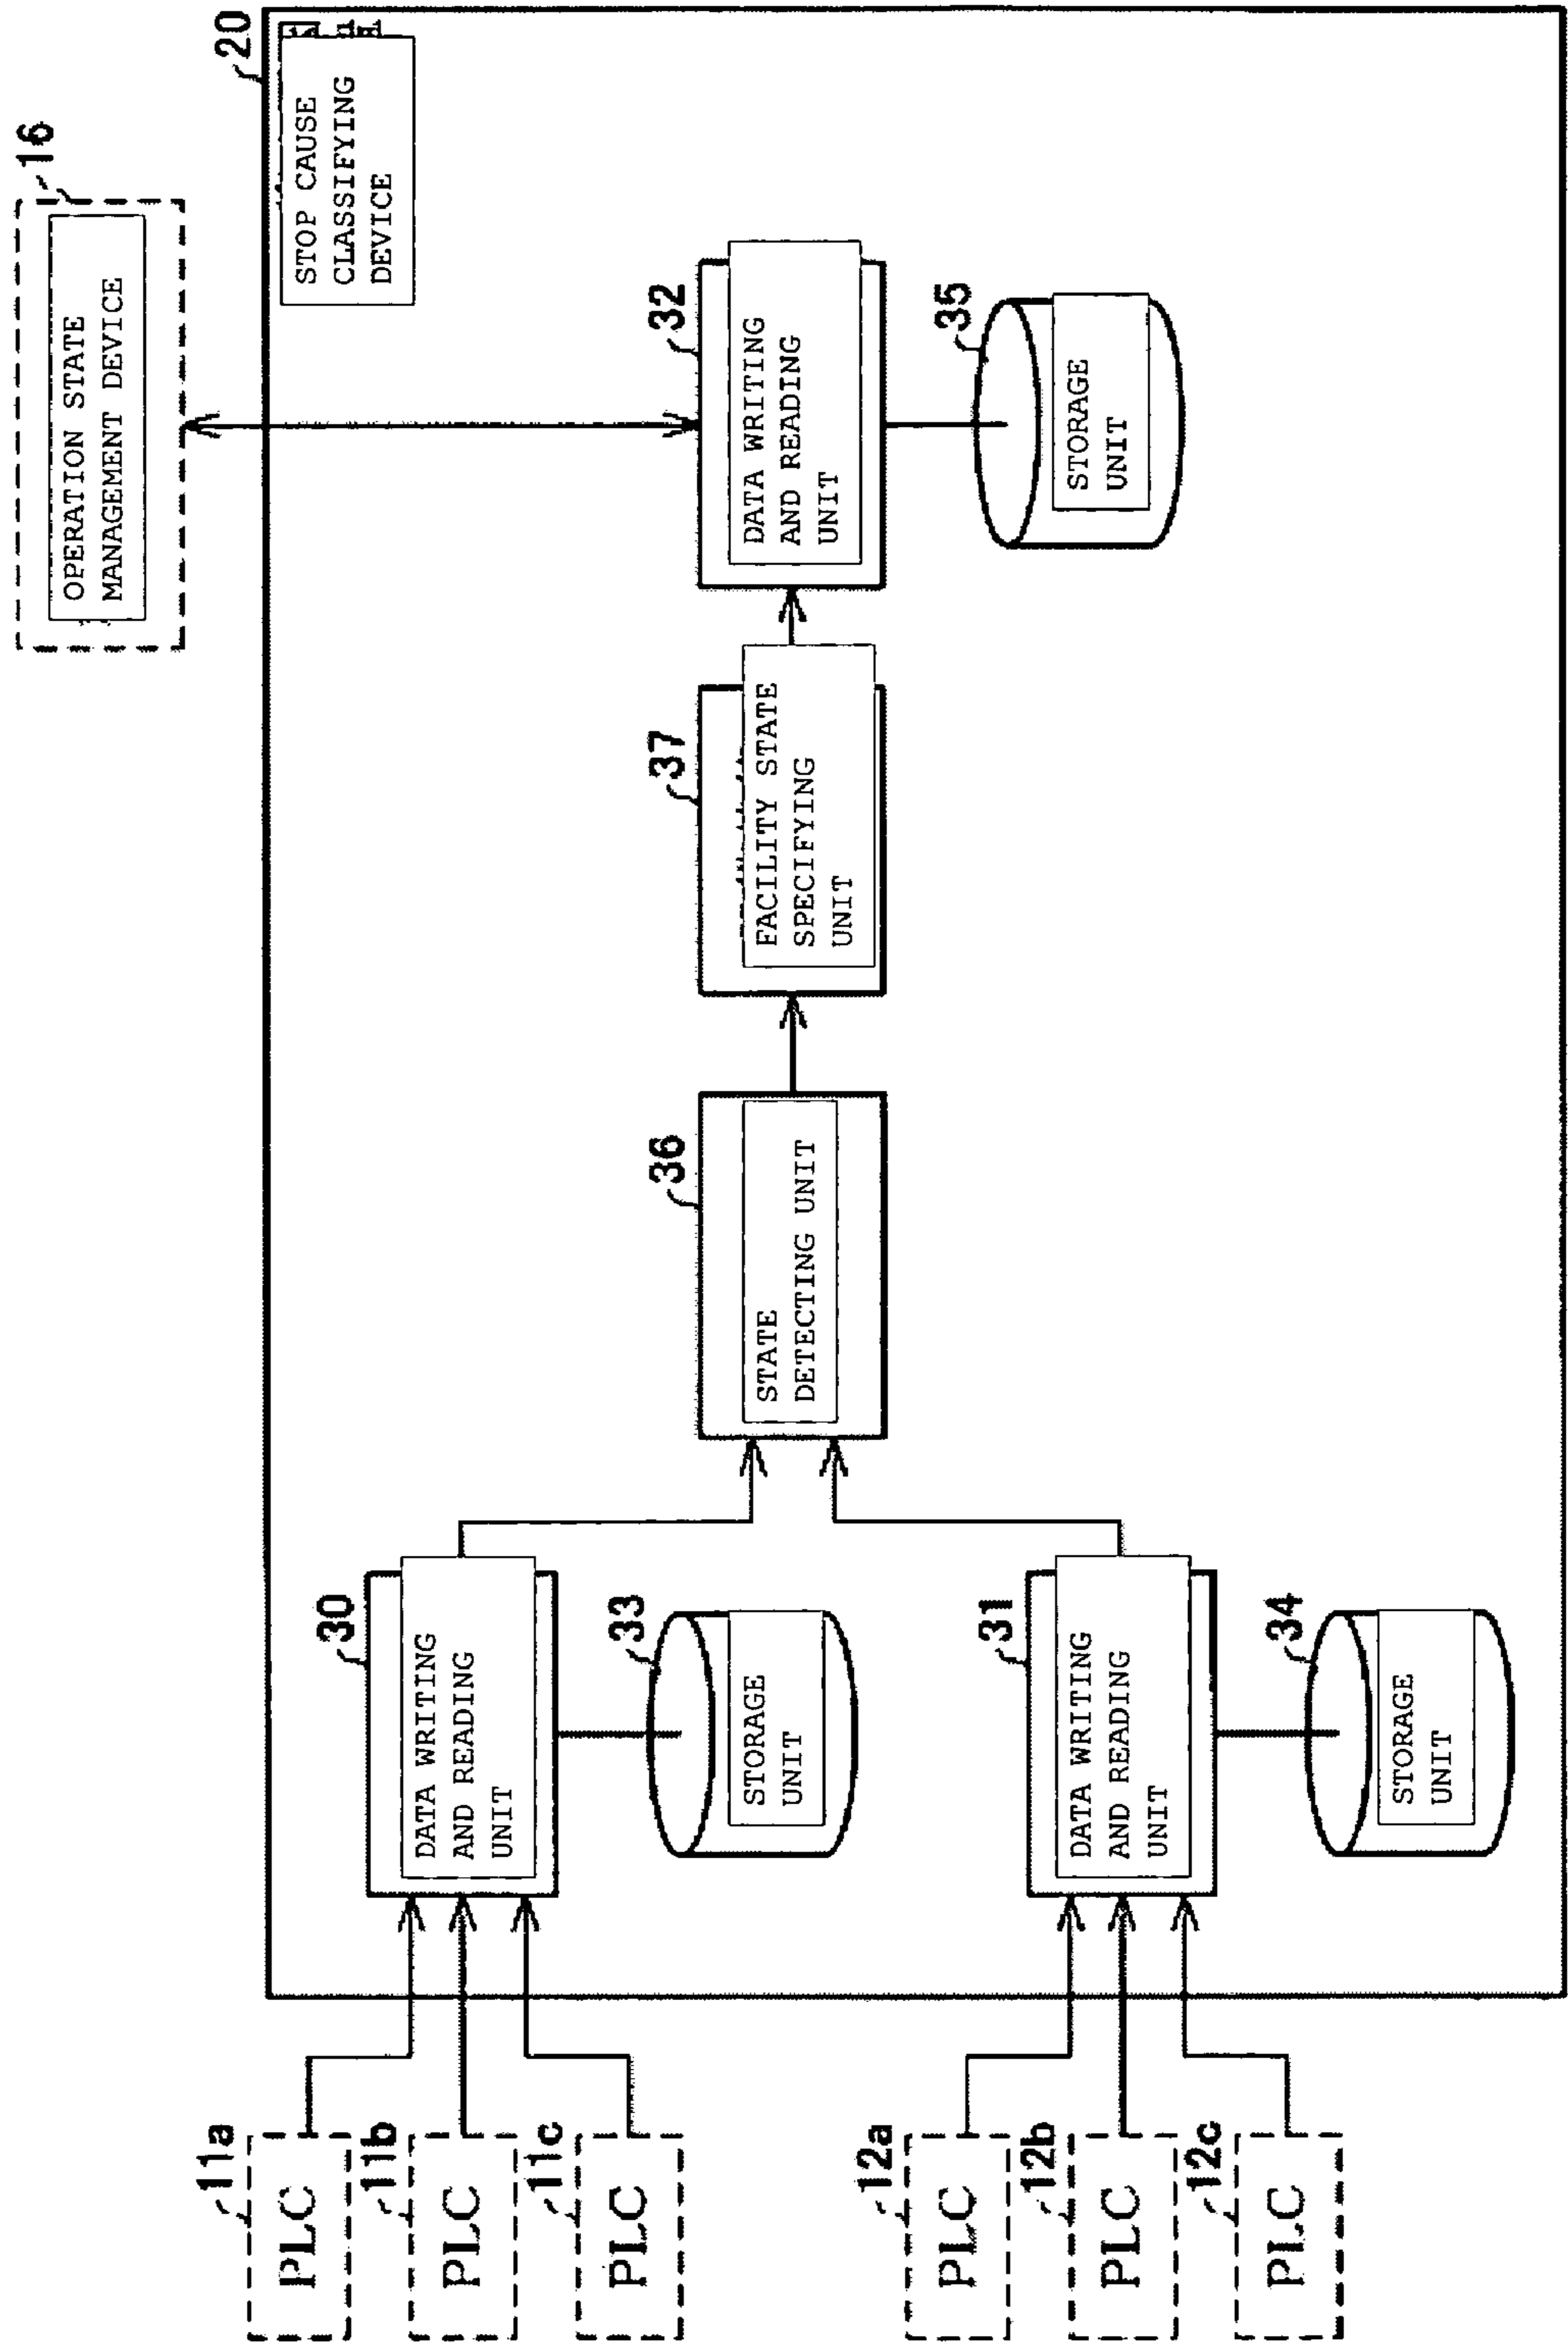 16
OPERATION STATE
MANAGEMENT DEVICE
20
STOP CAUSE
CLASSIFYING
DEVICE
11a
PLC
11b
PLC
11c
PLC
30
DATA WRITING
AND READING
UNIT
33
STORAGE
UNIT
36
STATE
DETECTING UNIT
37
FACILITY STATE
SPECIFYING
UNIT
32
DATA WRITING
AND READING
UNIT
35
STORAGE
UNIT
12a
PLC
12b
PLC
12c
PLC
31
DATA WRITING
AND READING
UNIT
34
STORAGE
UNIT